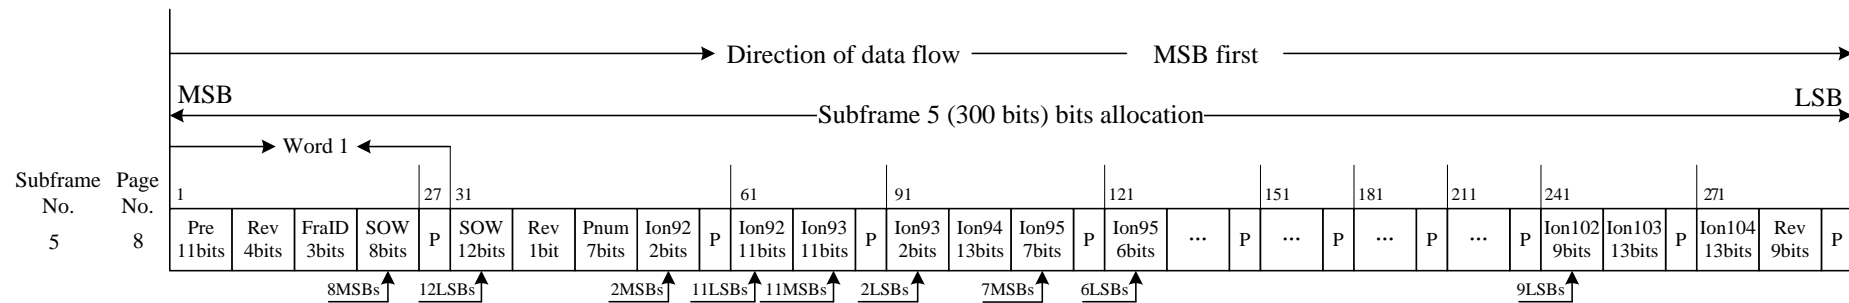 Direction of data flow MSB first
MSB LSB
Subframe 5 (300 bits) bits allocation
Word 1
Subframe No. Page No.
1 27 31 61 91 121 151 181 211 241 271
5 8
Pre 11bits
Rev 4bits
FraID 3bits
SOW 8bits
P
SOW 12bits
Rev 1bit
Pnum 7bits
Ion92 2bits
P
Ion92 11bits
Ion93 11bits
P
Ion93 2bits
Ion94 13bits
Ion95 7bits
P
Ion95 6bits
...
P
...
P
...
P
...
P
Ion102 9bits
Ion103 13bits
P
Ion104 13bits
Rev 9bits
P
8MSBs 12LSBs 2MSBs 11LSBs 11MSBs 2LSBs 7MSBs 6LSBs 9LSBs